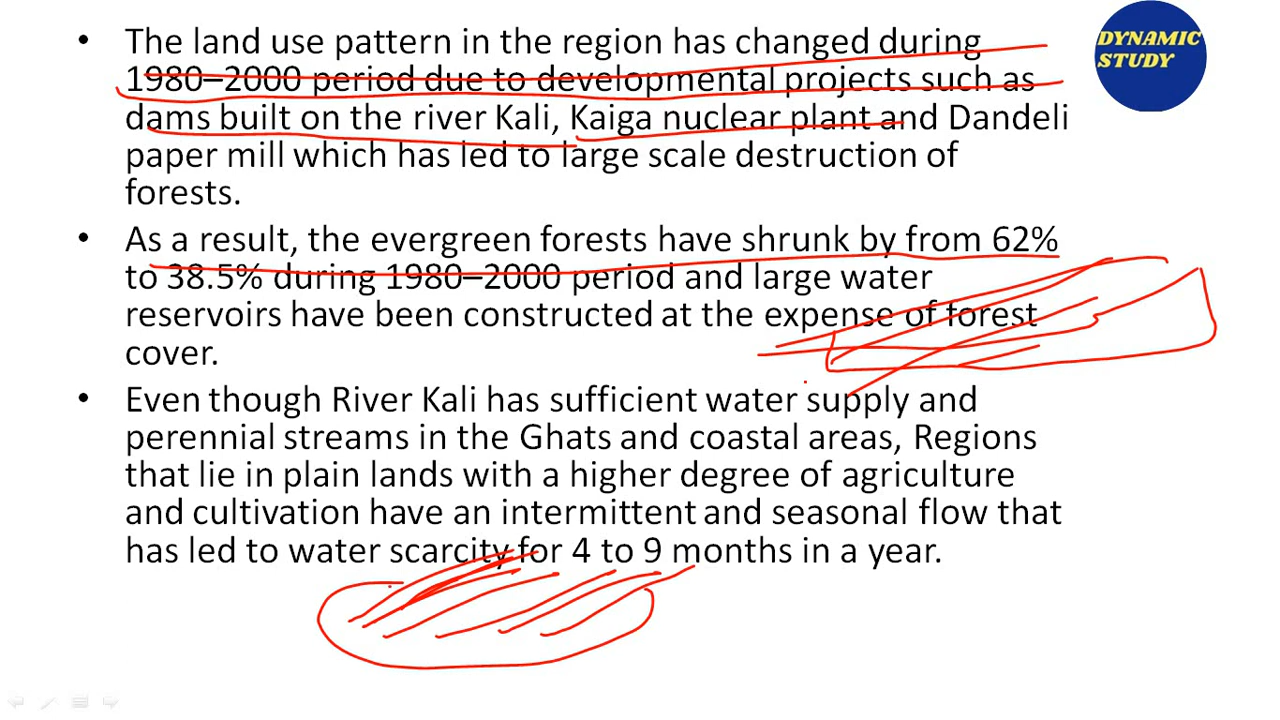 • The land use pattern in the region has changed during
1980–2000 period due to developmental projects such as
dams built on the river Kali, Kaiga nuclear plant and Dandeli
paper mill which has led to large scale destruction of
forests.
• As a result, the evergreen forests have shrunk by from 62%
to 38.5% during 1980–2000 period and large water
reservoirs have been constructed at the expense of forest
cover.
• Even though River Kali has sufficient water supply and
perennial streams in the Ghats and coastal areas, Regions
that lie in plain lands with a higher degree of agriculture
and cultivation have an intermittent and seasonal flow that
has led to water scarcity for 4 to 9 months in a year.
DYNAMIC
STUDY